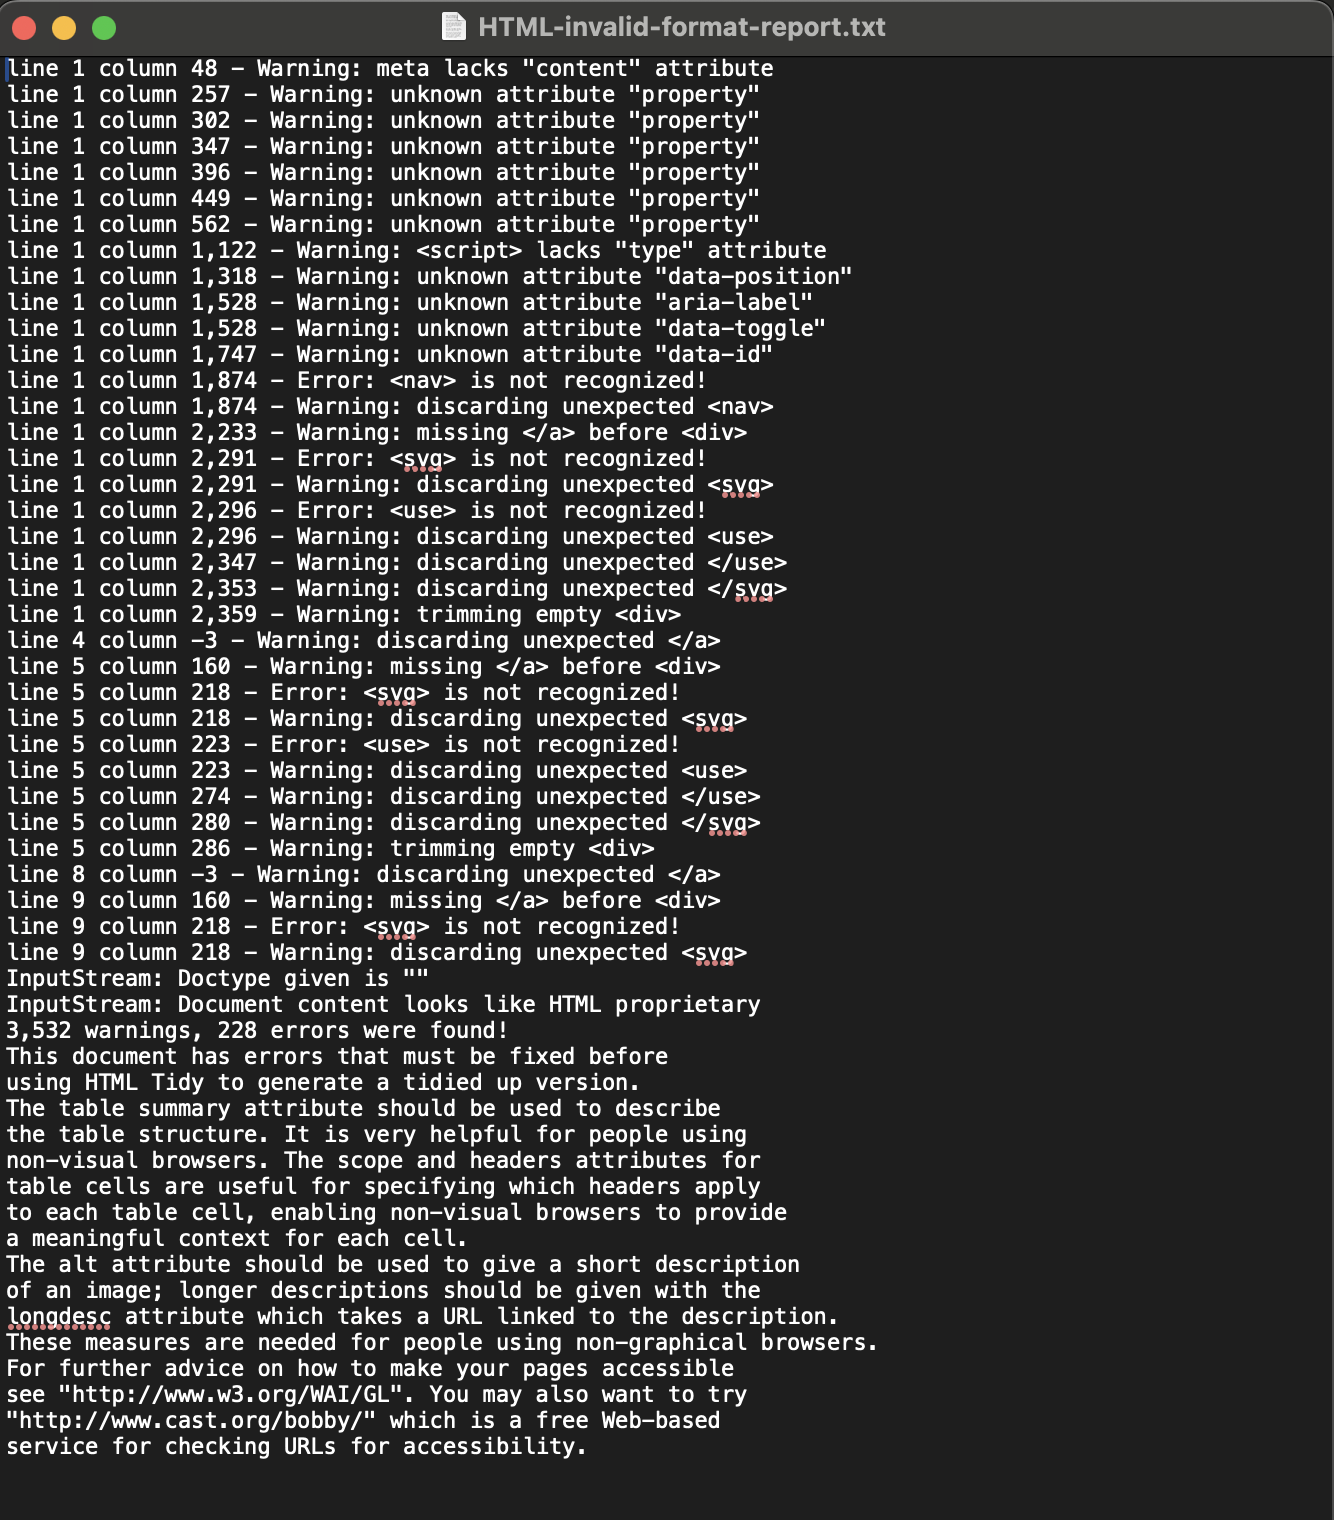 HTML-invalid-format-report.txt
line 1 column 48 - Warning: meta lacks "content" attribute
line 1 column 257 - Warning: unknown attribute "property"
line 1 column 302 - Warning: unknown attribute "property"
line 1 column 347 - Warning: unknown attribute "property"
line 1 column 396 - Warning: unknown attribute "property"
line 1 column 449 - Warning: unknown attribute "property"
line 1 column 562 - Warning: unknown attribute "property"
line 1 column 1,122 - Warning: <script> lacks "type" attribute
line 1 column 1,318 - Warning: unknown attribute "data-position"
line 1 column 1,528 - Warning: unknown attribute "aria-label"
line 1 column 1,528 - Warning: unknown attribute "data-toggle"
line 1 column 1,747 - Warning: unknown attribute "data-id"
line 1 column 1,874 - Error: <nav> is not recognized!
line 1 column 1,874 - Warning: discarding unexpected <nav>
line 1 column 2,233 - Warning: missing </a> before <div>
line 1 column 2,291 - Error: <svg> is not recognized!
line 1 column 2,291 - Warning: discarding unexpected <svg>
line 1 column 2,296 - Error: <use> is not recognized!
line 1 column 2,296 - Warning: discarding unexpected <use>
line 1 column 2,347 - Warning: discarding unexpected </use>
line 1 column 2,353 - Warning: discarding unexpected </svg>
line 1 column 2,359 - Warning: trimming empty <div>
line 4 column -3 - Warning: discarding unexpected </a>
line 5 column 160 - Warning: missing </a> before <div>
line 5 column 218 - Error: <svg> is not recognized!
line 5 column 218 - Warning: discarding unexpected <svg>
line 5 column 223 - Error: <use> is not recognized!
line 5 column 223 - Warning: discarding unexpected <use>
line 5 column 274 - Warning: discarding unexpected </use>
line 5 column 280 - Warning: discarding unexpected </svg>
line 5 column 286 - Warning: trimming empty <div>
line 8 column -3 - Warning: discarding unexpected </a>
line 9 column 160 - Warning: missing </a> before <div>
line 9 column 218 - Error: <svg> is not recognized!
line 9 column 218 - Warning: discarding unexpected <svg>
InputStream: Doctype given is ""
InputStream: Document content looks like HTML proprietary
3,532 warnings, 228 errors were found!
This document has errors that must be fixed before
using HTML Tidy to generate a tidied up version.
The table summary attribute should be used to describe
the table structure. It is very helpful for people using
non-visual browsers. The scope and headers attributes for
table cells are useful for specifying which headers apply
to each table cell, enabling non-visual browsers to provide
a meaningful context for each cell.
The alt attribute should be used to give a short description
of an image; longer descriptions should be given with the
longdesc attribute which takes a URL linked to the description.
These measures are needed for people using non-graphical browsers.
For further advice on how to make your pages accessible
see "http://www.w3.org/WAI/GL". You may also want to try
"http://www.cast.org/bobby/" which is a free Web-based
service for checking URLs for accessibility.